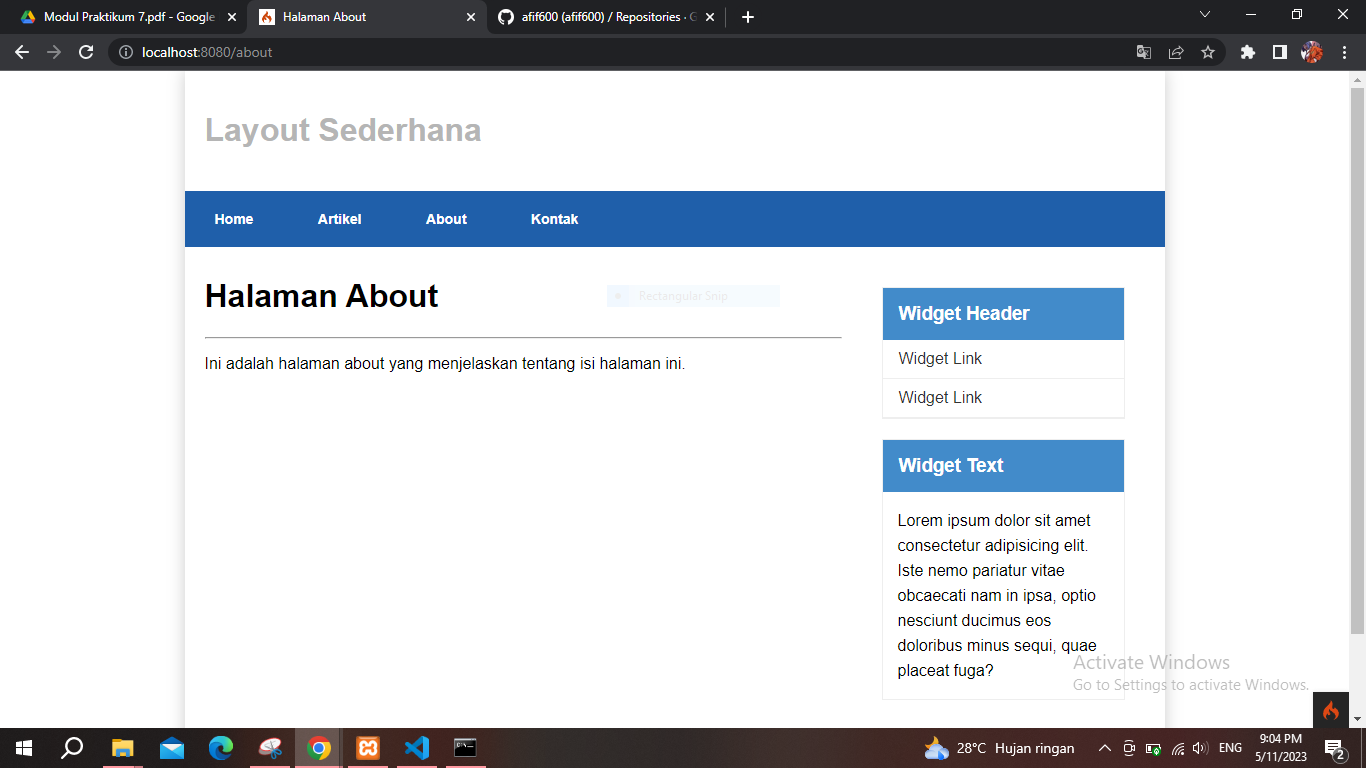 Modul Praktikum 7.pdf - Google
Halaman About
afif600 (afif600) / Repositories · G
localhost:8080/about
Layout Sederhana
Home Artikel About Kontak
Halaman About
Rectangular Snip
Ini adalah halaman about yang menjelaskan tentang isi halaman ini.
Widget Header
Widget Link
Widget Link
Widget Text
Lorem ipsum dolor sit amet
consectetur adipisicing elit.
Iste nemo pariatur vitae
obcaecati nam in ipsa, optio
nesciunt ducimus eos
doloribus minus sequi, quae
placeat fuga?
Activate Windows
Go to Settings to activate Windows.
28°C Hujan ringan
ENG
9:04 PM
5/11/2023
2